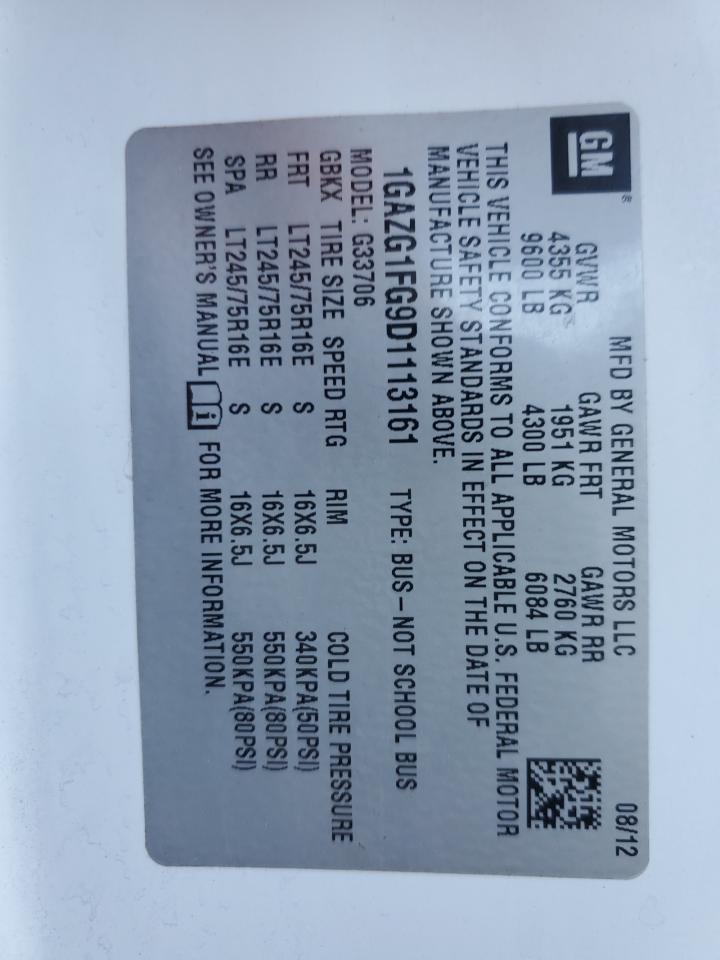 GM®
MFD BY GENERAL MOTORS LLC 08/12
GVWR GAWR FRT GAWR RR
4355 KG 1951 KG 2760 KG
9600 LB 4300 LB 6084 LB
THIS VEHICLE CONFORMS TO ALL APPLICABLE U.S. FEDERAL MOTOR
VEHICLE SAFETY STANDARDS IN EFFECT ON THE DATE OF
MANUFACTURE SHOWN ABOVE.
1GAZG1FG9D1113161 TYPE: BUS–NOT SCHOOL BUS
MODEL: G33706
GBKX TIRE SIZE SPEED RTG RIM COLD TIRE PRESSURE
FRT LT245/75R16E S 16X6.5J 340KPA(50PSI)
RR LT245/75R16E S 16X6.5J 550KPA(80PSI)
SPA LT245/75R16E S 16X6.5J 550KPA(80PSI)
SEE OWNER'S MANUAL i FOR MORE INFORMATION.